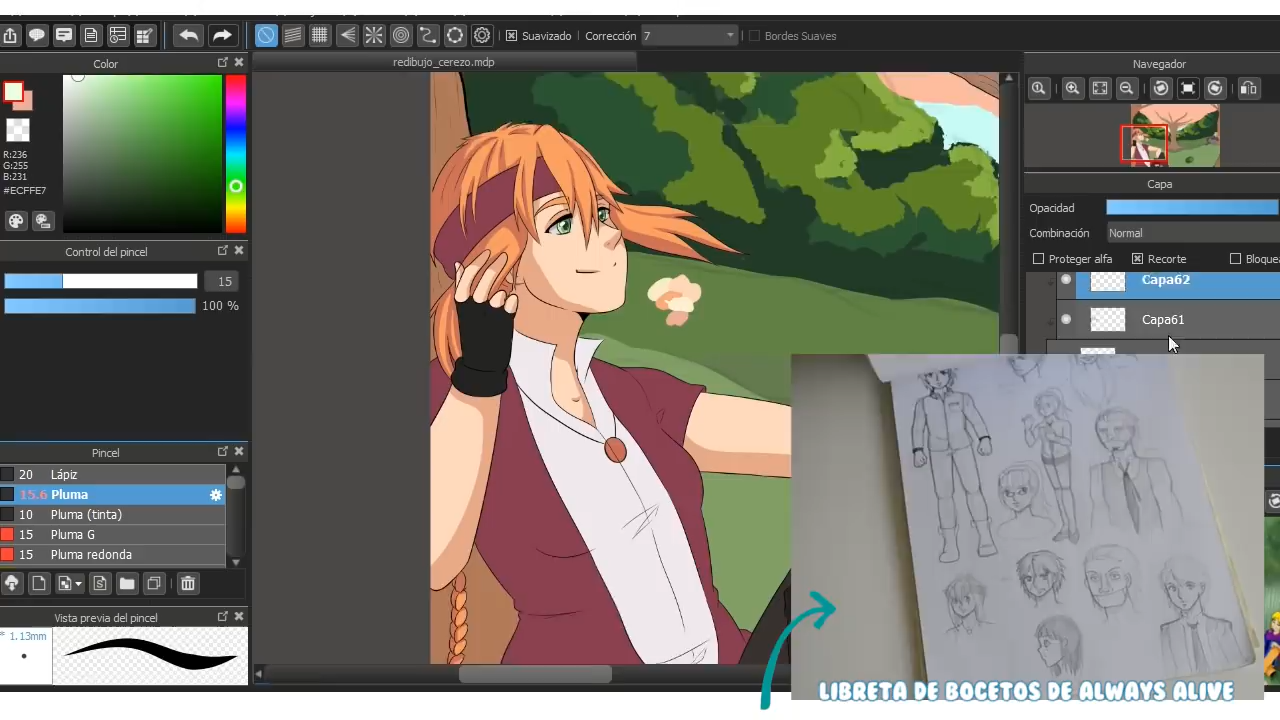 Suavizado
Corrección
7
Bordes Suaves
Color
redibujo_cerezo.mdp
Navegador
R:236
G:255
B:231
#ECFFE7
Capa
Opacidad
Combinación
Normal
Control del pincel
Proteger alfa
Recorte
Bloquea
15
100 %
Capa62
Capa61
Pincel
20 Lápiz
15.6 Pluma
10 Pluma (tinta)
15 Pluma G
15 Pluma redonda
Vista previa del pincel
* 1.13mm
LIBRETA DE BOCETOS DE ALWAYS ALIVE